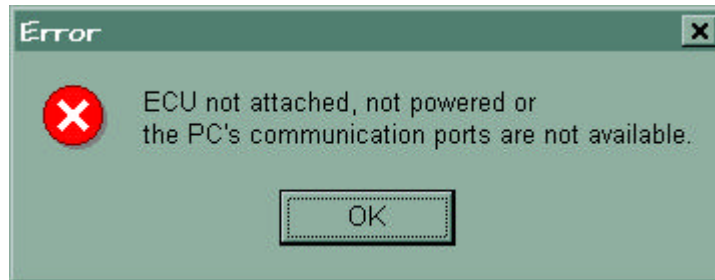 Error
ECU not attached, not powered or
the PC's communication ports are not available.
OK